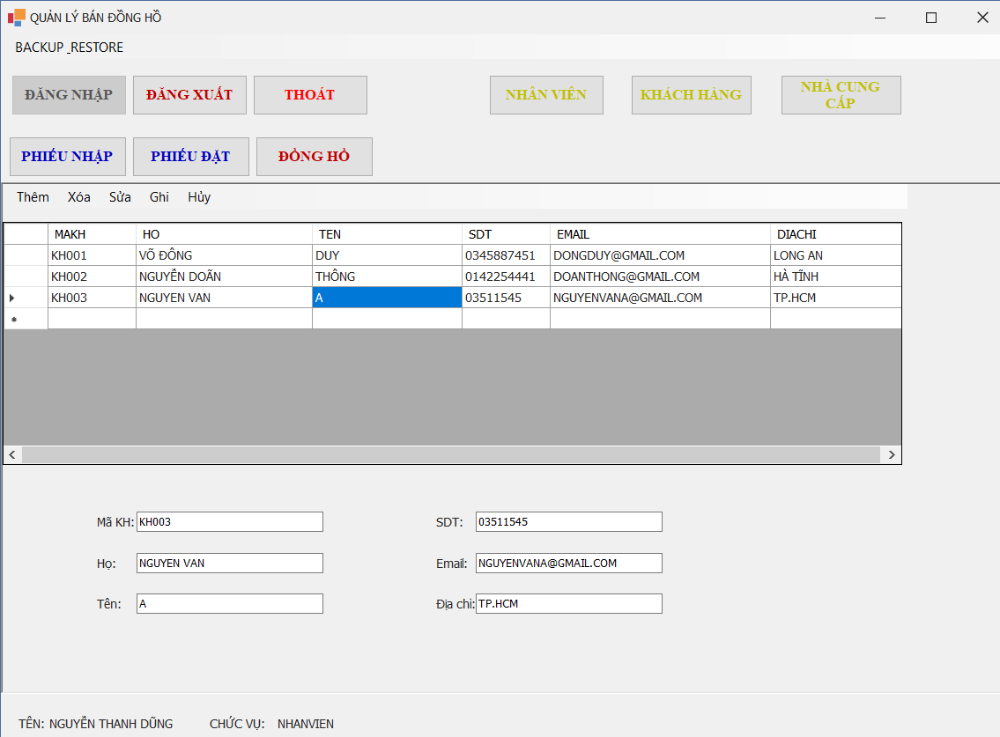 QUẢN LÝ BÁN ĐỒNG HỒ
BACKUP _RESTORE
ĐĂNG NHẬP ĐĂNG XUẤT THOÁT NHÂN VIÊN KHÁCH HÀNG NHÀ CUNG CẤP
PHIẾU NHẬP PHIẾU ĐẶT ĐỒNG HỒ
Thêm Xóa Sửa Ghi Hủy
MAKH HO TEN SDT EMAIL DIACHI
KH001 VÕ ĐÔNG DUY 0345887451 DONGDUY@GMAIL.COM LONG AN
KH002 NGUYỄN DOÃN THÔNG 0142254441 DOANTHONG@GMAIL.COM HÀ TĨNH
KH003 NGUYEN VAN A 03511545 NGUYENVANA@GMAIL.COM TP.HCM
Mã KH: KH003 SDT: 03511545
Họ: NGUYEN VAN Email: NGUYENVANA@GMAIL.COM
Tên: A Địa chỉ: TP.HCM
TÊN: NGUYỄN THANH DŨNG CHỨC VỤ: NHANVIEN